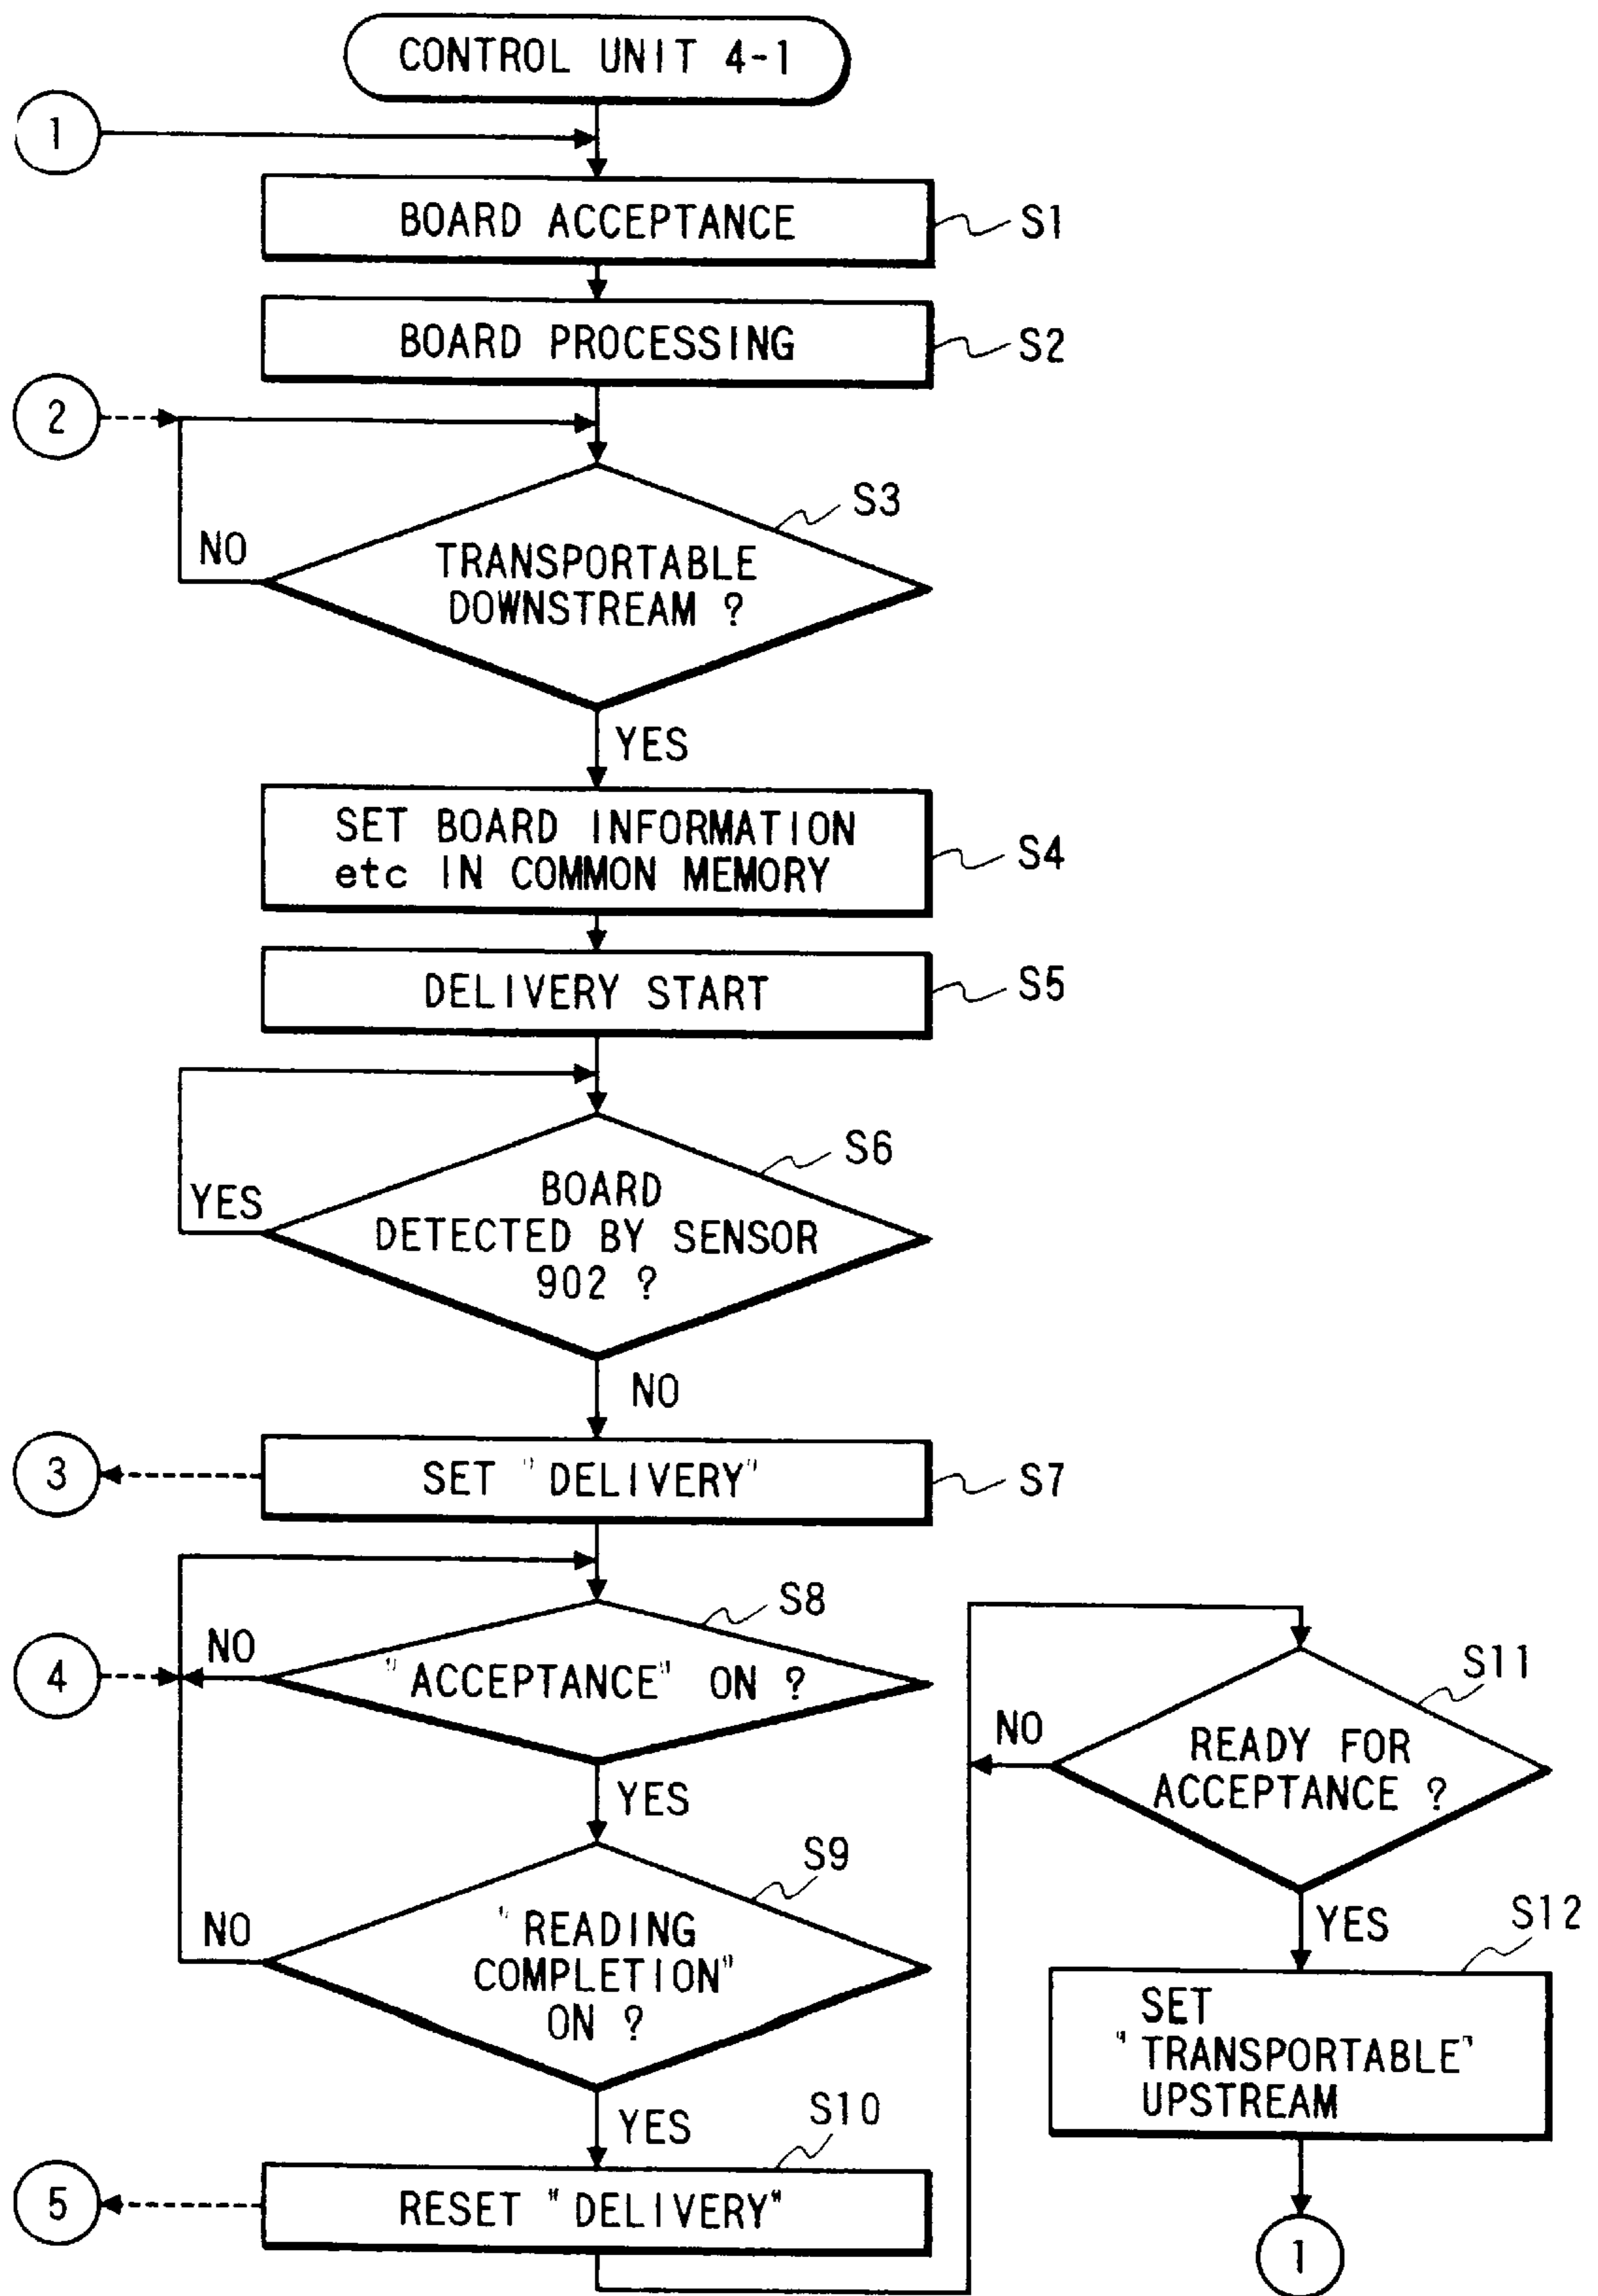 CONTROL UNIT 4-1
1
BOARD ACCEPTANCE
S1
BOARD PROCESSING
S2
2
S3
NO
TRANSPORTABLE
DOWNSTREAM ?
YES
SET BOARD INFORMATION
etc IN COMMON MEMORY
S4
DELIVERY START
S5
S6
YES
BOARD
DETECTED BY SENSOR
902 ?
NO
3
SET "DELIVERY"
S7
S8
4
NO
"ACCEPTANCE" ON ?
YES
S9
NO
"READING
COMPLETION"
ON ?
YES
S10
5
RESET "DELIVERY"
S11
NO
READY FOR
ACCEPTANCE ?
YES
S12
SET
"TRANSPORTABLE"
UPSTREAM
1